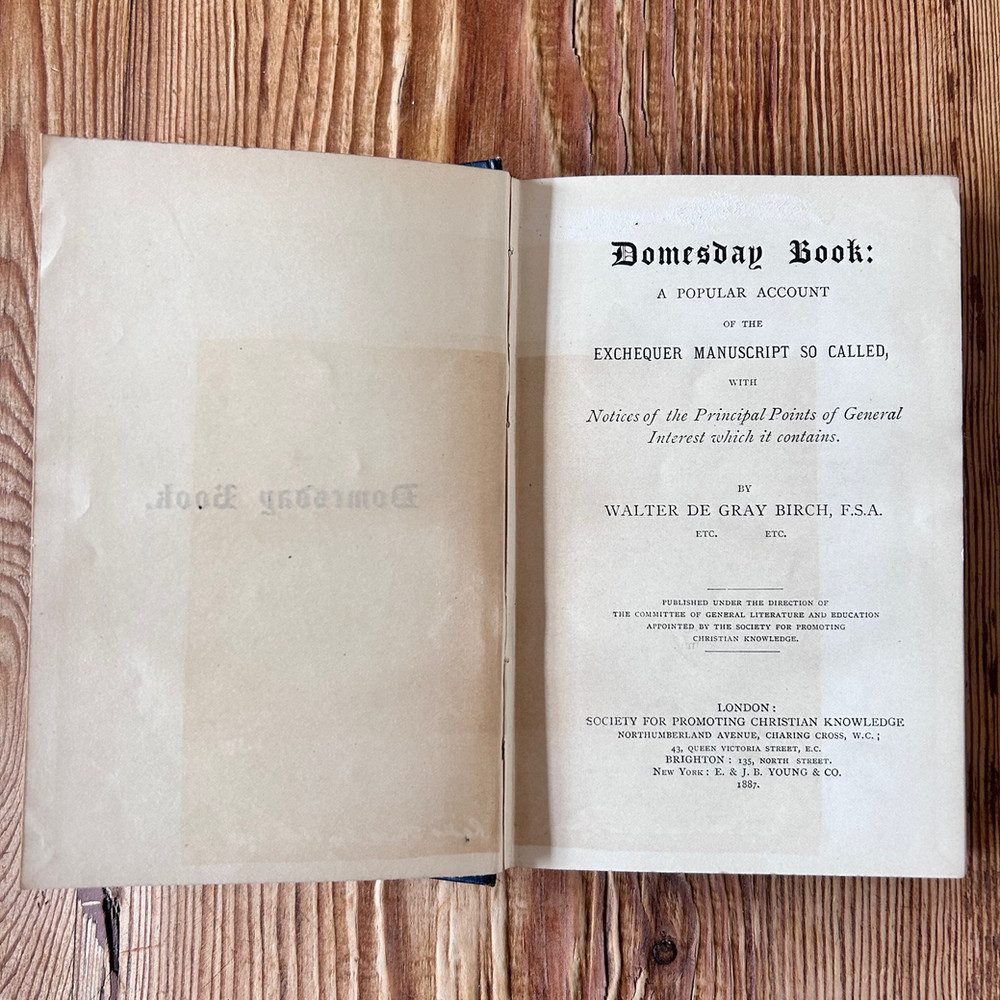 Domesday Book.
Domesday Book:
A POPULAR ACCOUNT
OF THE
EXCHEQUER MANUSCRIPT SO CALLED,
WITH
Notices of the Principal Points of General
Interest which it contains.
BY
WALTER DE GRAY BIRCH, F.S.A.
ETC. ETC.
PUBLISHED UNDER THE DIRECTION OF
THE COMMITTEE OF GENERAL LITERATURE AND EDUCATION
APPOINTED BY THE SOCIETY FOR PROMOTING
CHRISTIAN KNOWLEDGE.
LONDON:
SOCIETY FOR PROMOTING CHRISTIAN KNOWLEDGE
NORTHUMBERLAND AVENUE, CHARING CROSS, W.C.;
43, QUEEN VICTORIA STREET, E.C.
BRIGHTON: 135, NORTH STREET.
NEW YORK: E. & J. B. YOUNG & CO.
1887.